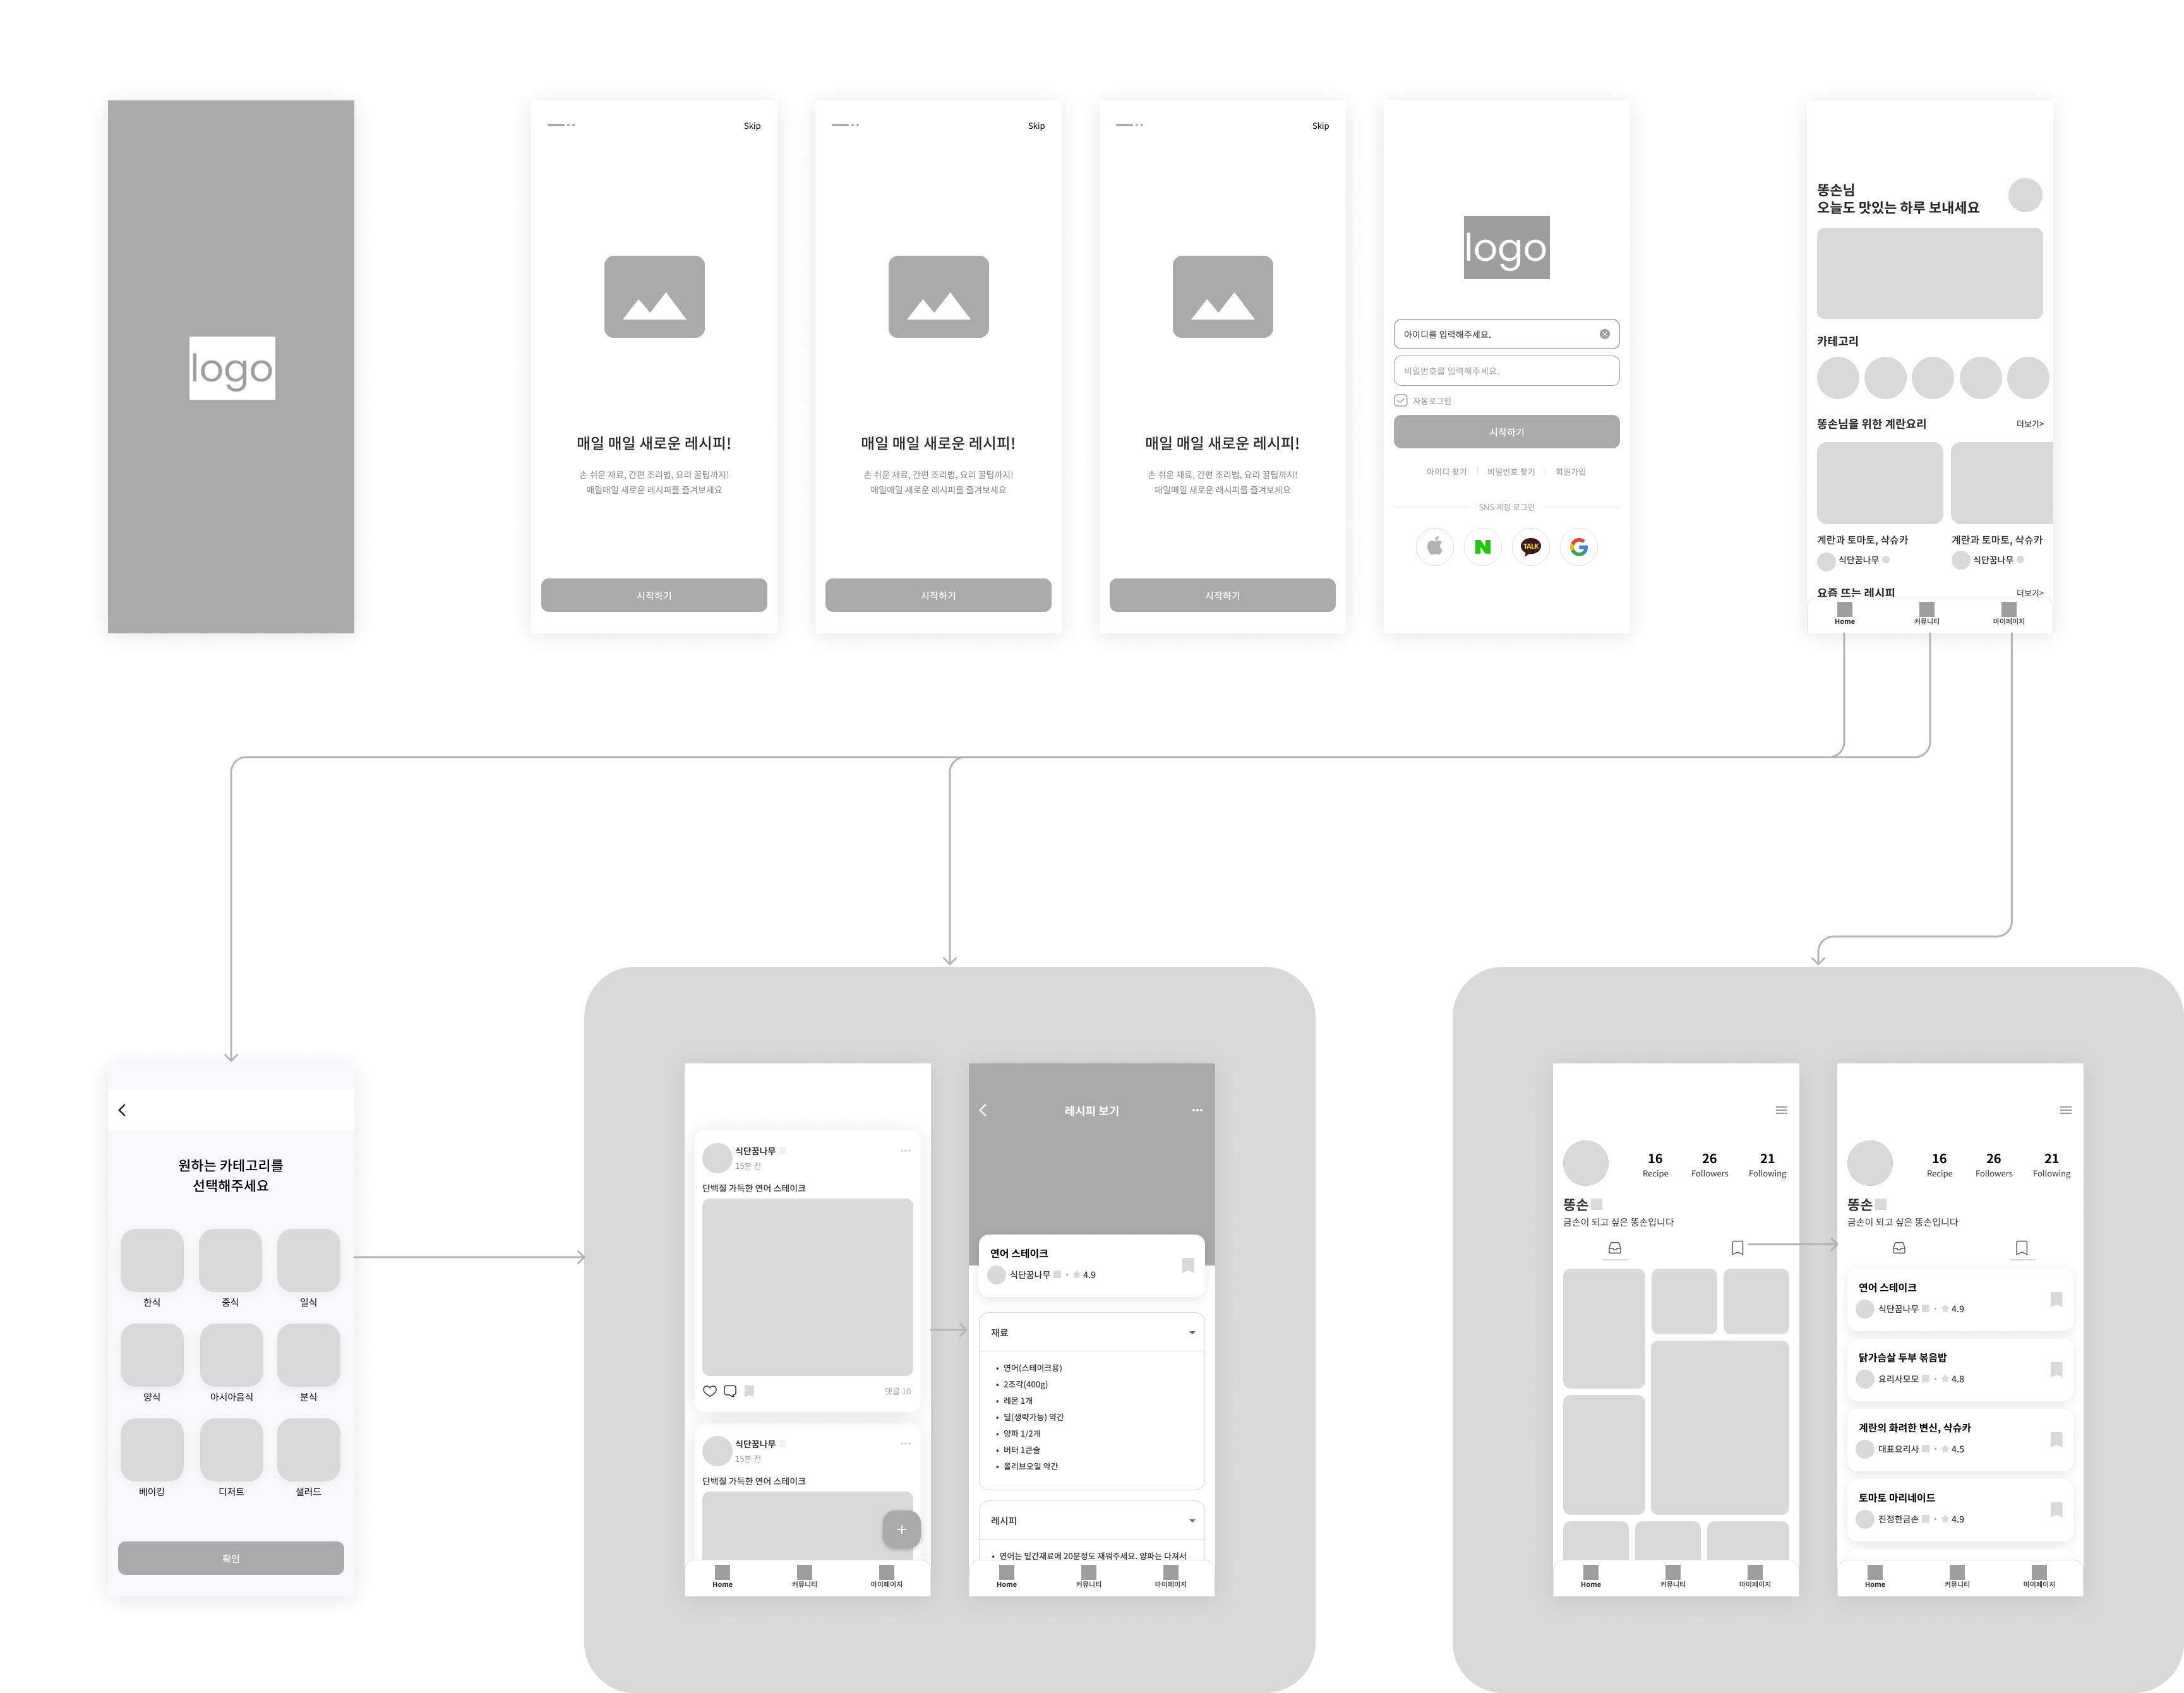 logo
Skip
매일 매일 새로운 레시피!
손 쉬운 재료, 간편 조리법, 요리 꿀팁까지!
매일매일 새로운 레시피를 즐겨보세요
시작하기
Skip
매일 매일 새로운 레시피!
손 쉬운 재료, 간편 조리법, 요리 꿀팁까지!
매일매일 새로운 레시피를 즐겨보세요
시작하기
Skip
매일 매일 새로운 레시피!
손 쉬운 재료, 간편 조리법, 요리 꿀팁까지!
매일매일 새로운 레시피를 즐겨보세요
시작하기
logo
아이디를 입력해주세요.
비밀번호를 입력해주세요.
자동로그인
시작하기
아이디 찾기 비밀번호 찾기 회원가입
SNS 계정 로그인
N TALK G
똥손님
오늘도 맛있는 하루 보내세요
카테고리
똥손님을 위한 계란요리 더보기>
계란과 토마토, 샥슈카 계란과 토마토, 샥슈카
식단꿈나무 식단꿈나무
요즘 뜨는 레시피 더보기>
Home 커뮤니티 마이페이지
원하는 카테고리를
선택해주세요
한식 중식 일식
양식 아시아음식 분식
베이킹 디저트 샐러드
확인
식단꿈나무
15분 전
단백질 가득한 연어 스테이크
댓글 10
식단꿈나무
15분 전
단백질 가득한 연어 스테이크
+
Home 커뮤니티 마이페이지
레시피 보기
연어 스테이크
식단꿈나무 • 4.9
재료
• 연어(스테이크용)
• 2조각(400g)
• 레몬 1개
• 딜(생략가능) 약간
• 양파 1/2개
• 버터 1큰술
• 올리브오일 약간
레시피
• 연어는 밑간재료에 20분정도 재워주세요. 양파는 다져서
Home 커뮤니티 마이페이지
16 26 21
Recipe Followers Following
똥손
금손이 되고 싶은 똥손입니다
Home 커뮤니티 마이페이지
16 26 21
Recipe Followers Following
똥손
금손이 되고 싶은 똥손입니다
연어 스테이크
식단꿈나무 • 4.9
닭가슴살 두부 볶음밥
요리사모모 • 4.8
계란의 화려한 변신, 샥슈카
대표요리사 • 4.5
토마토 마리네이드
진정한금손 • 4.9
Home 커뮤니티 마이페이지